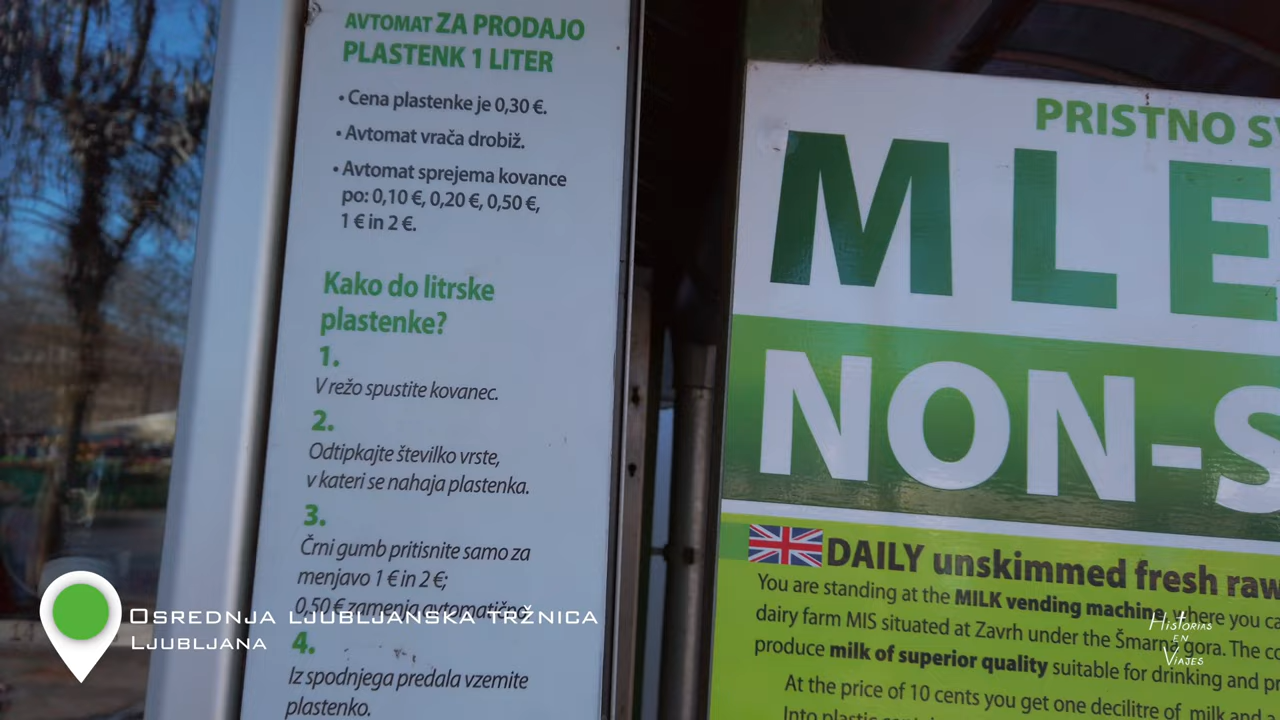 AVTOMAT ZA PRODAJO
PLASTENK 1 LITER
• Cena plastenke je 0,30 €.
• Avtomat vrača drobiž.
• Avtomat sprejema kovance
po: 0,10 €, 0,20 €, 0,50 €,
1 € in 2 €.
Kako do litrske
plastenke?
1.
V režo spustite kovanec.
2.
Odtipkajte številko vrste,
v kateri se nahaja plastenka.
3.
Črni gumb pritisnite samo za
menjavo 1 € in 2 €;
0,50 € zamenja avtomatično.
4.
Iz spodnjega predala vzemite
plastenko.
PRISTNO
MLE
NON-S
DAILY unskimmed fresh raw
You are standing at the MILK vending machine, where you ca
dairy farm MIS situated at Zavrh under the Šmarna gora. The co
produce milk of superior quality suitable for drinking and pr
At the price of 10 cents you get one decilitre of milk and a
Into plastic
OSREDNJA LJUBLJANSKA TRŽNICA
LJUBLJANA
HISTORIAS
EN
VIAJES